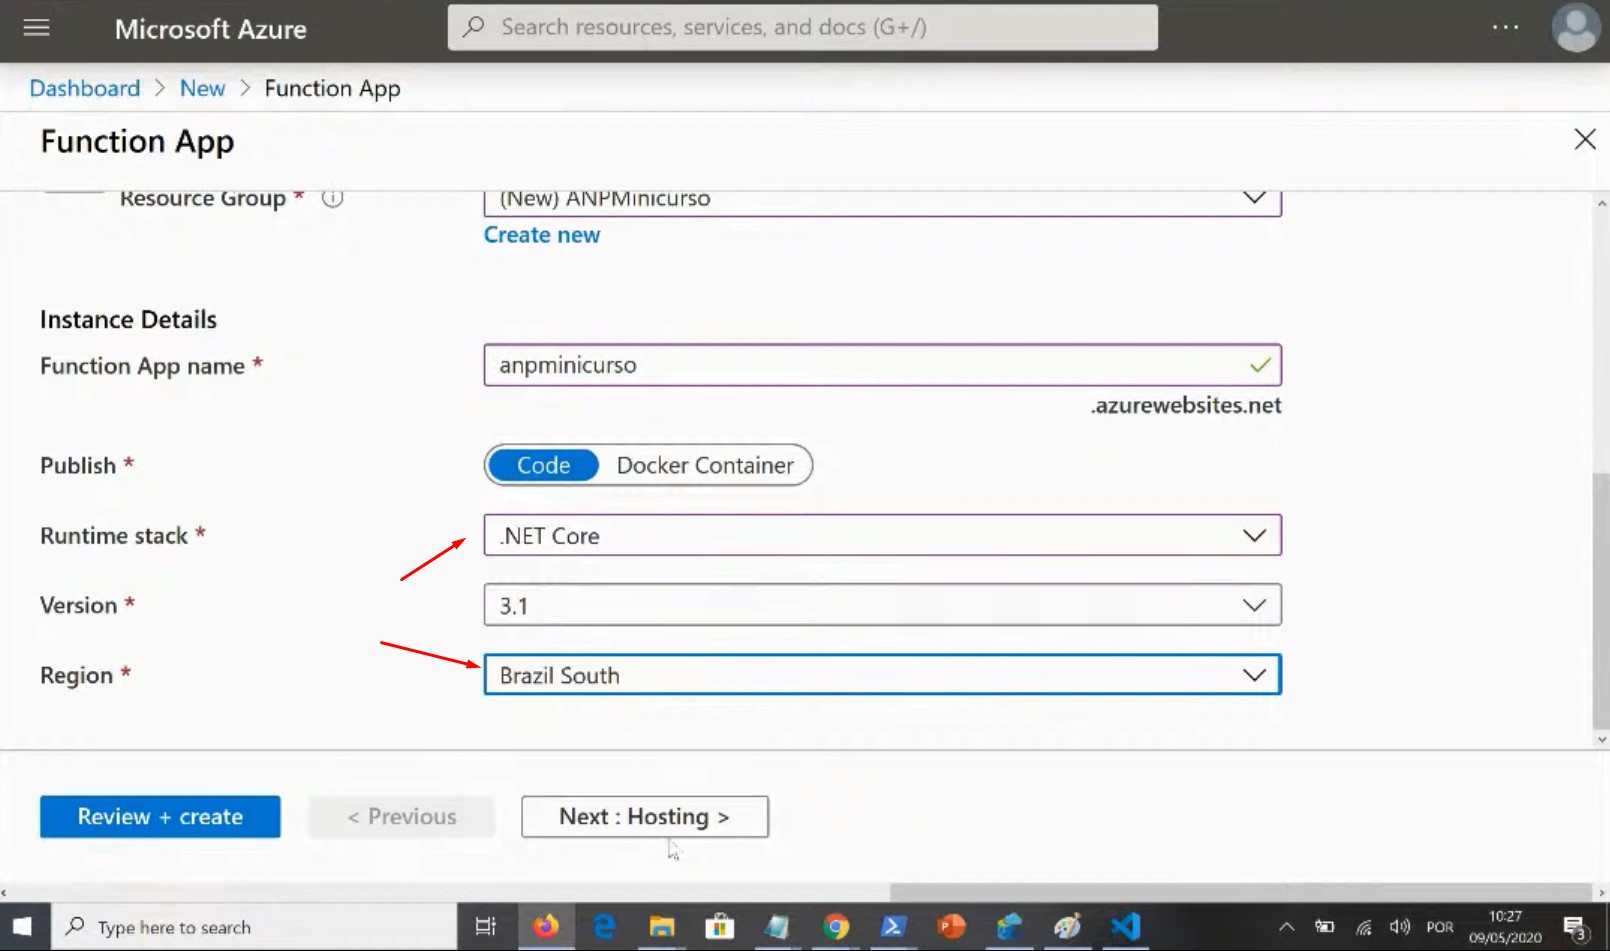 Microsoft Azure
Search resources, services, and docs (G+/)
Dashboard > New > Function App
Function App
Resource Group *
(New) ANPMinicurso
Create new
Instance Details
Function App name *
anpminicurso
.azurewebsites.net
Publish *
Code
Docker Container
Runtime stack *
.NET Core
Version *
3.1
Region *
Brazil South
Review + create
< Previous
Next : Hosting >
Type here to search
POR
10:27
09/05/2020
3